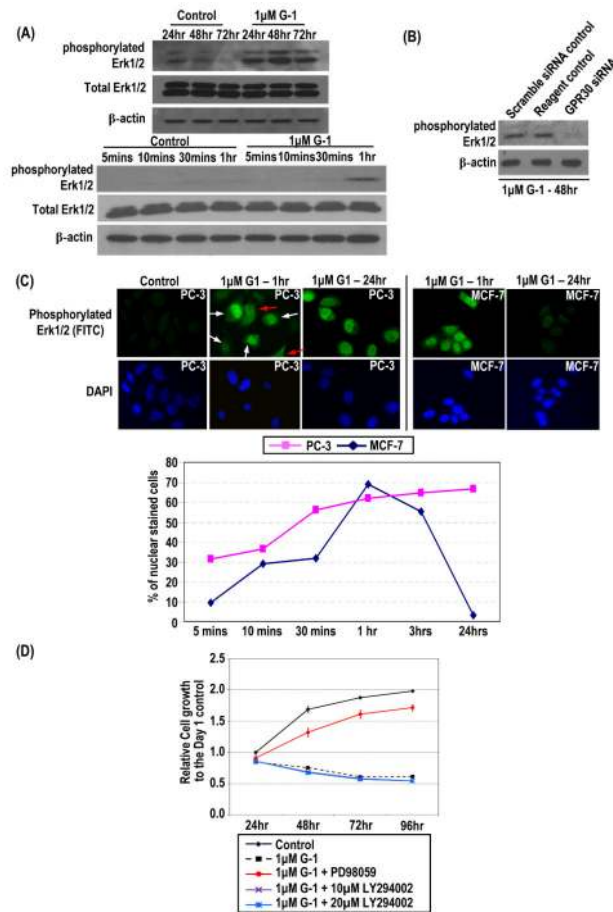 (A)
Control 1µM G-1
24hr 48hr 72hr 24hr 48hr 72hr
phosphorylated
Erk1/2
Total Erk1/2
β-actin
Control 1µM G-1
5mins 10mins 30mins 1hr 5mins 10mins 30mins 1hr
phosphorylated
Erk1/2
Total Erk1/2
β-actin
(B)
Scramble siRNA control
Reagent control
GPR30 siRNA
phosphorylated
Erk1/2
β-actin
1µM G-1 - 48hr
(C)
Control 1µM G1 – 1hr 1µM G1 – 24hr 1µM G1 – 1hr 1µM G1 – 24hr
PC-3 PC-3 PC-3 MCF-7 MCF-7
Phosphorylated
Erk1/2 (FITC)
PC-3 PC-3 PC-3 MCF-7 MCF-7
DAPI
PC-3 MCF-7
% of nuclear stained cells
80
70
60
50
40
30
20
10
0
5 mins 10 mins 30 mins 1 hr 3hrs 24hrs
(D)
Relative Cell growth
to the Day 1 control
2.5
2.0
1.5
1.0
0.5
0.0
24hr 48hr 72hr 96hr
Control
1µM G-1
1µM G-1 + PD98059
1µM G-1 + 10µM LY294002
1µM G-1 + 20µM LY294002